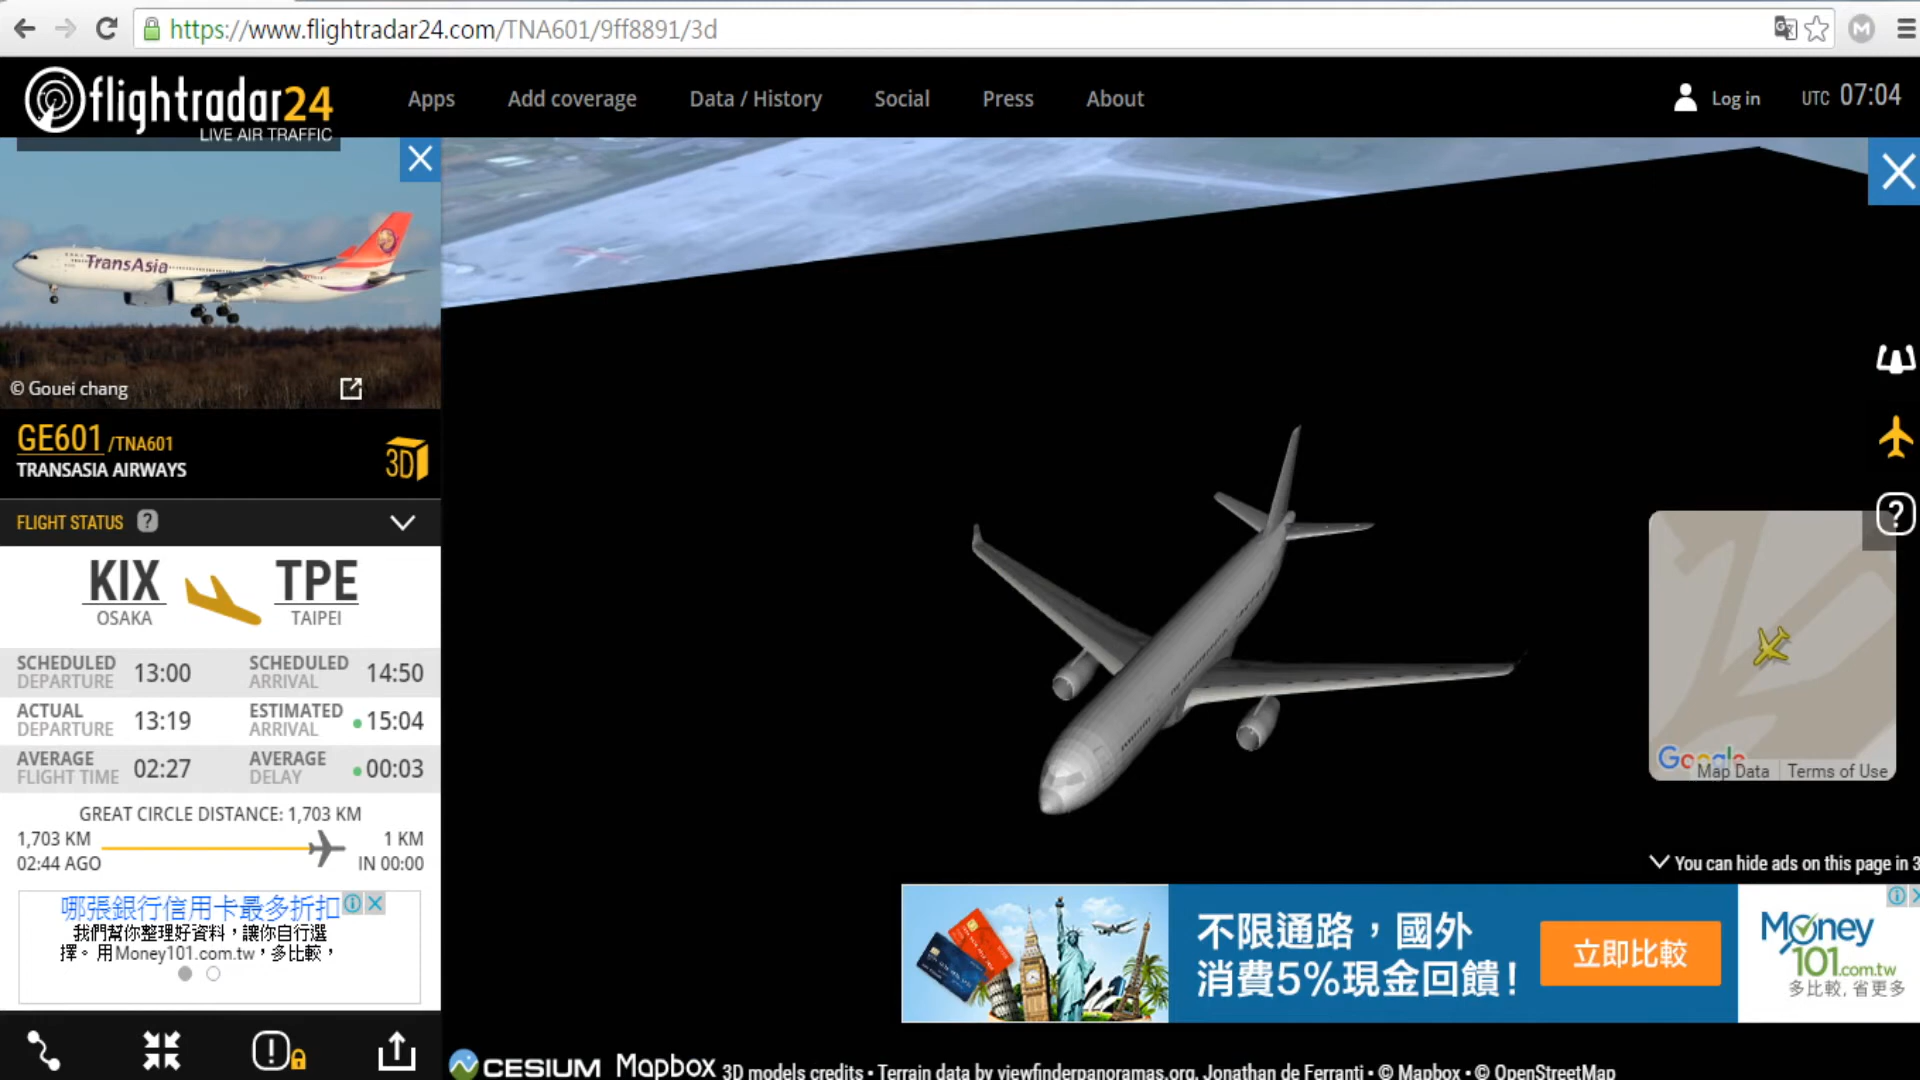 https://www.flightradar24.com/TNA601/9ff8891/3d
M
flightradar24
LIVE AIR TRAFFIC
Apps
Add coverage
Data / History
Social
Press
About
Log in
UTC 07:04
TransAsia
© Gouei chang
GE601 /TNA601
TRANSASIA AIRWAYS
3D
FLIGHT STATUS ?
KIX
OSAKA
TPE
TAIPEI
SCHEDULED DEPARTURE 13:00
SCHEDULED ARRIVAL 14:50
ACTUAL DEPARTURE 13:19
ESTIMATED ARRIVAL 15:04
AVERAGE FLIGHT TIME 02:27
AVERAGE DELAY 00:03
GREAT CIRCLE DISTANCE: 1,703 KM
1,703 KM
1 KM
02:44 AGO
IN 00:00
哪張銀行信用卡最多折扣
我們幫你整理好資料，讓你自行選
擇。用Money101.com.tw，多比較，
?
Google
Map Data
Terms of Use
You can hide ads on this page in 3
不限通路，國外
消費5%現金回饋！
立即比較
Money
101.com.tw
多比較, 省更多
CESIUM Mapbox 3D models credits • Terrain data by viewfinderpanoramas.org, Jonathan de Ferranti • © Mapbox • © OpenStreetMap